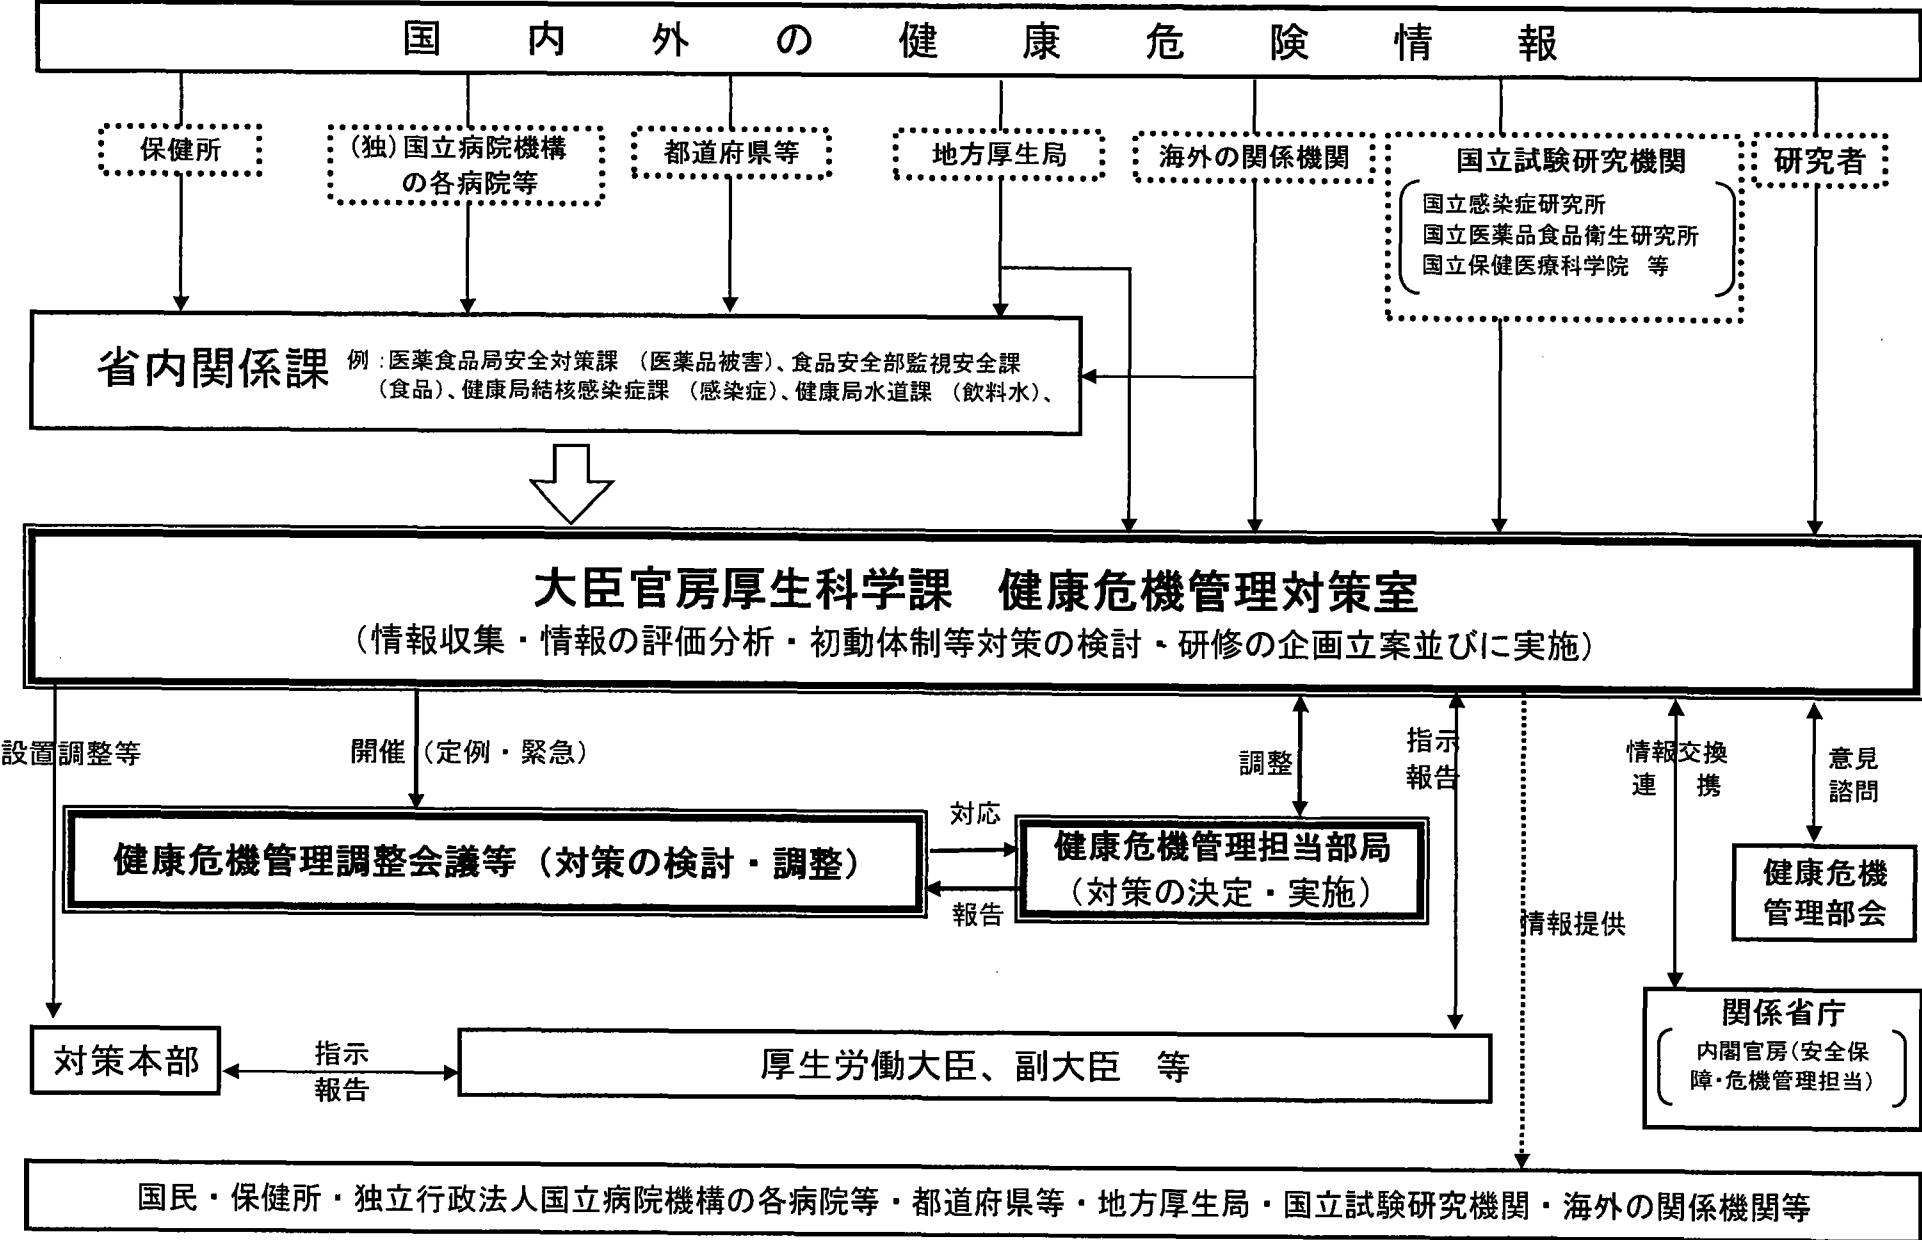 国内外の健康危険情報
保健所
(独)国立病院機構
の各病院等
都道府県等
地方厚生局
海外の関係機関
国立試験研究機関
国立感染症研究所
国立医薬品食品衛生研究所
国立保健医療科学院 等
研究者
省内関係課
例:医薬食品局安全対策課 (医薬品被害)、食品安全部監視安全課
(食品)、健康局結核感染症課 (感染症)、健康局水道課 (飲料水)、
大臣官房厚生科学課 健康危機管理対策室
(情報収集・情報の評価分析・初動体制等対策の検討・研修の企画立案並びに実施)
設置調整等
開催(定例・緊急)
調整
指示
報告
情報交換
連 携
意見
諮問
健康危機管理調整会議等(対策の検討・調整)
対応
報告
健康危機管理担当部局
(対策の決定・実施)
情報提供
健康危機
管理部会
関係省庁
内閣官房(安全保
障・危機管理担当)
対策本部
指示
報告
厚生労働大臣、副大臣 等
国民・保健所・独立行政法人国立病院機構の各病院等・都道府県等・地方厚生局・国立試験研究機関・海外の関係機関等